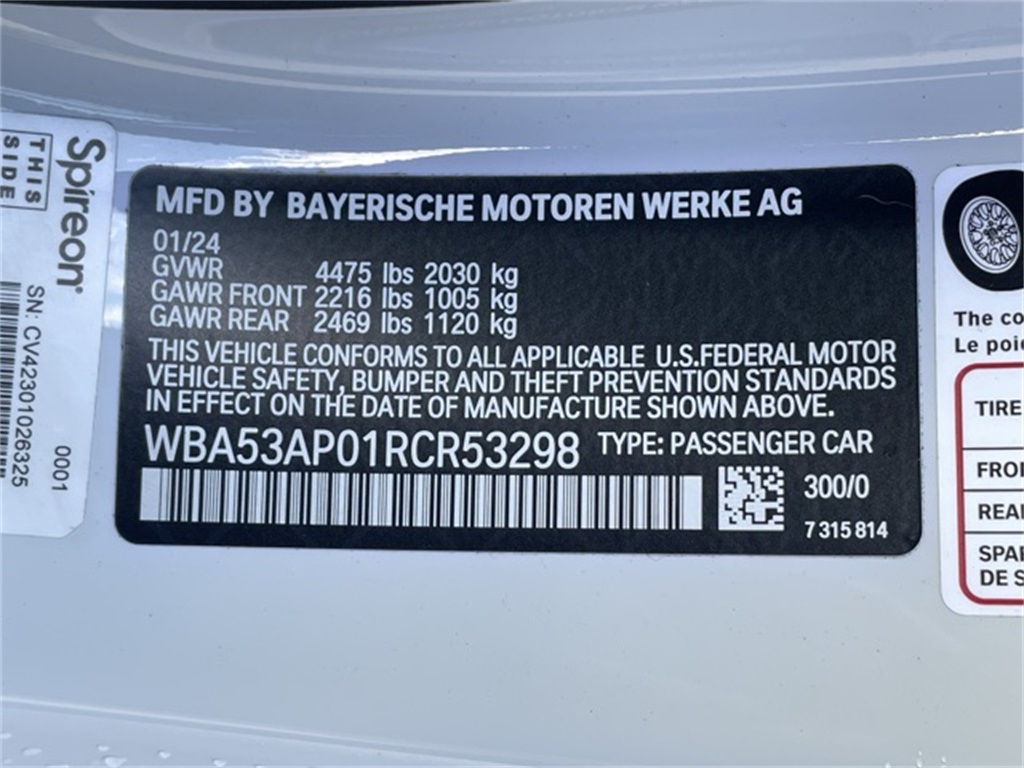 THIS
SIDE
Spireon
SN: CV42301026325
0001
MFD BY BAYERISCHE MOTOREN WERKE AG
01/24
GVWR 4475 lbs 2030 kg
GAWR FRONT 2216 lbs 1005 kg
GAWR REAR 2469 lbs 1120 kg
THIS VEHICLE CONFORMS TO ALL APPLICABLE U.S.FEDERAL MOTOR
VEHICLE SAFETY, BUMPER AND THEFT PREVENTION STANDARDS
IN EFFECT ON THE DATE OF MANUFACTURE SHOWN ABOVE.
WBA53AP01RCR53298 TYPE: PASSENGER CAR
300/0
7 315 814
The co
Le poi
TIRE
FRO
REA
SPA
DE S